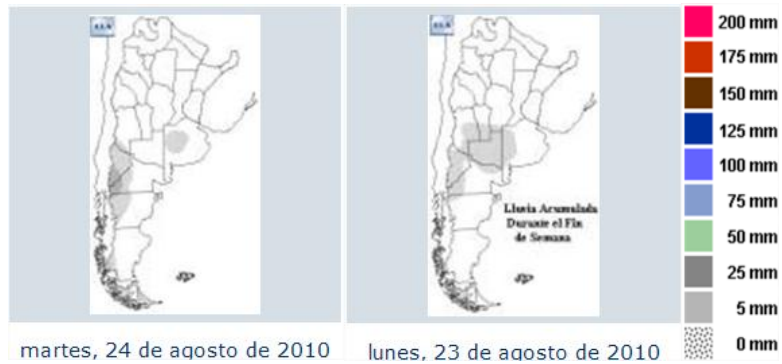 martes, 24 de agosto de 2010
Lluvia Acumulada
Durante el Fin
de Semana
lunes, 23 de agosto de 2010
200 mm
175 mm
150 mm
125 mm
100 mm
75 mm
50 mm
25 mm
5 mm
0 mm